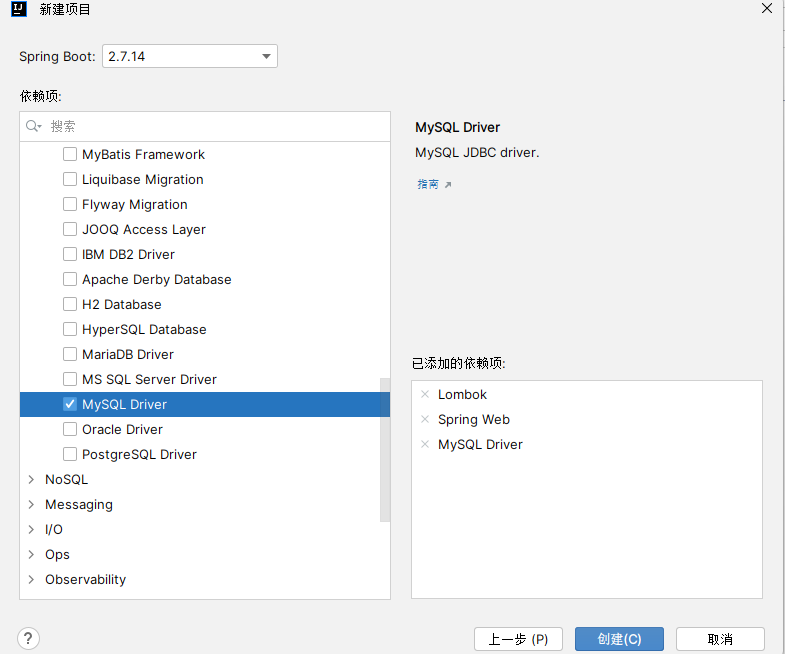 IJ 新建项目
Spring Boot: 2.7.14
依赖项:
搜索
MyBatis Framework
Liquibase Migration
Flyway Migration
JOOQ Access Layer
IBM DB2 Driver
Apache Derby Database
H2 Database
HyperSQL Database
MariaDB Driver
MS SQL Server Driver
MySQL Driver
Oracle Driver
PostgreSQL Driver
NoSQL
Messaging
I/O
Ops
Observability
MySQL Driver
MySQL JDBC driver.
指南
已添加的依赖项:
Lombok
Spring Web
MySQL Driver
?
上一步 (P)
创建(C)
取消